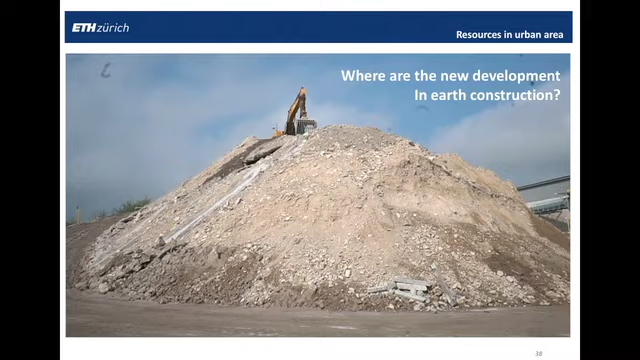 ETH zürich
Resources in urban area
Where are the new development
In earth construction?
38